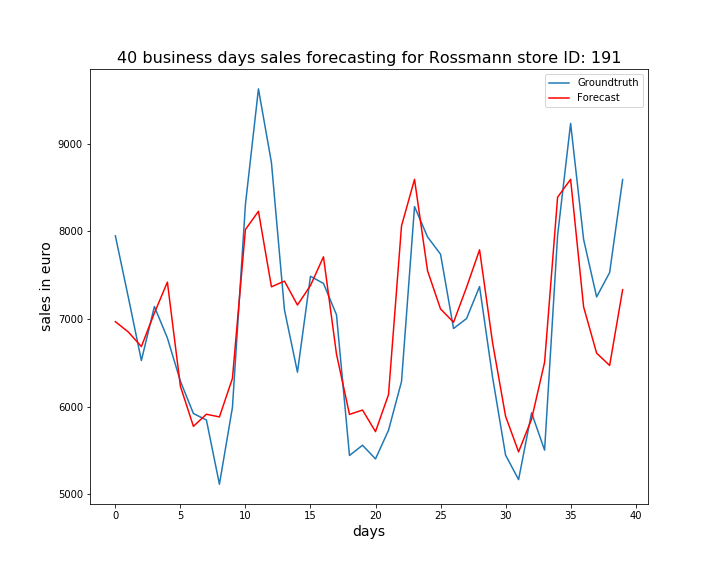 40 business days sales forecasting for Rossmann store ID: 191
Groundtruth
Forecast
9000
8000
7000
6000
5000
sales in euro
0 5 10 15 20 25 30 35 40
days